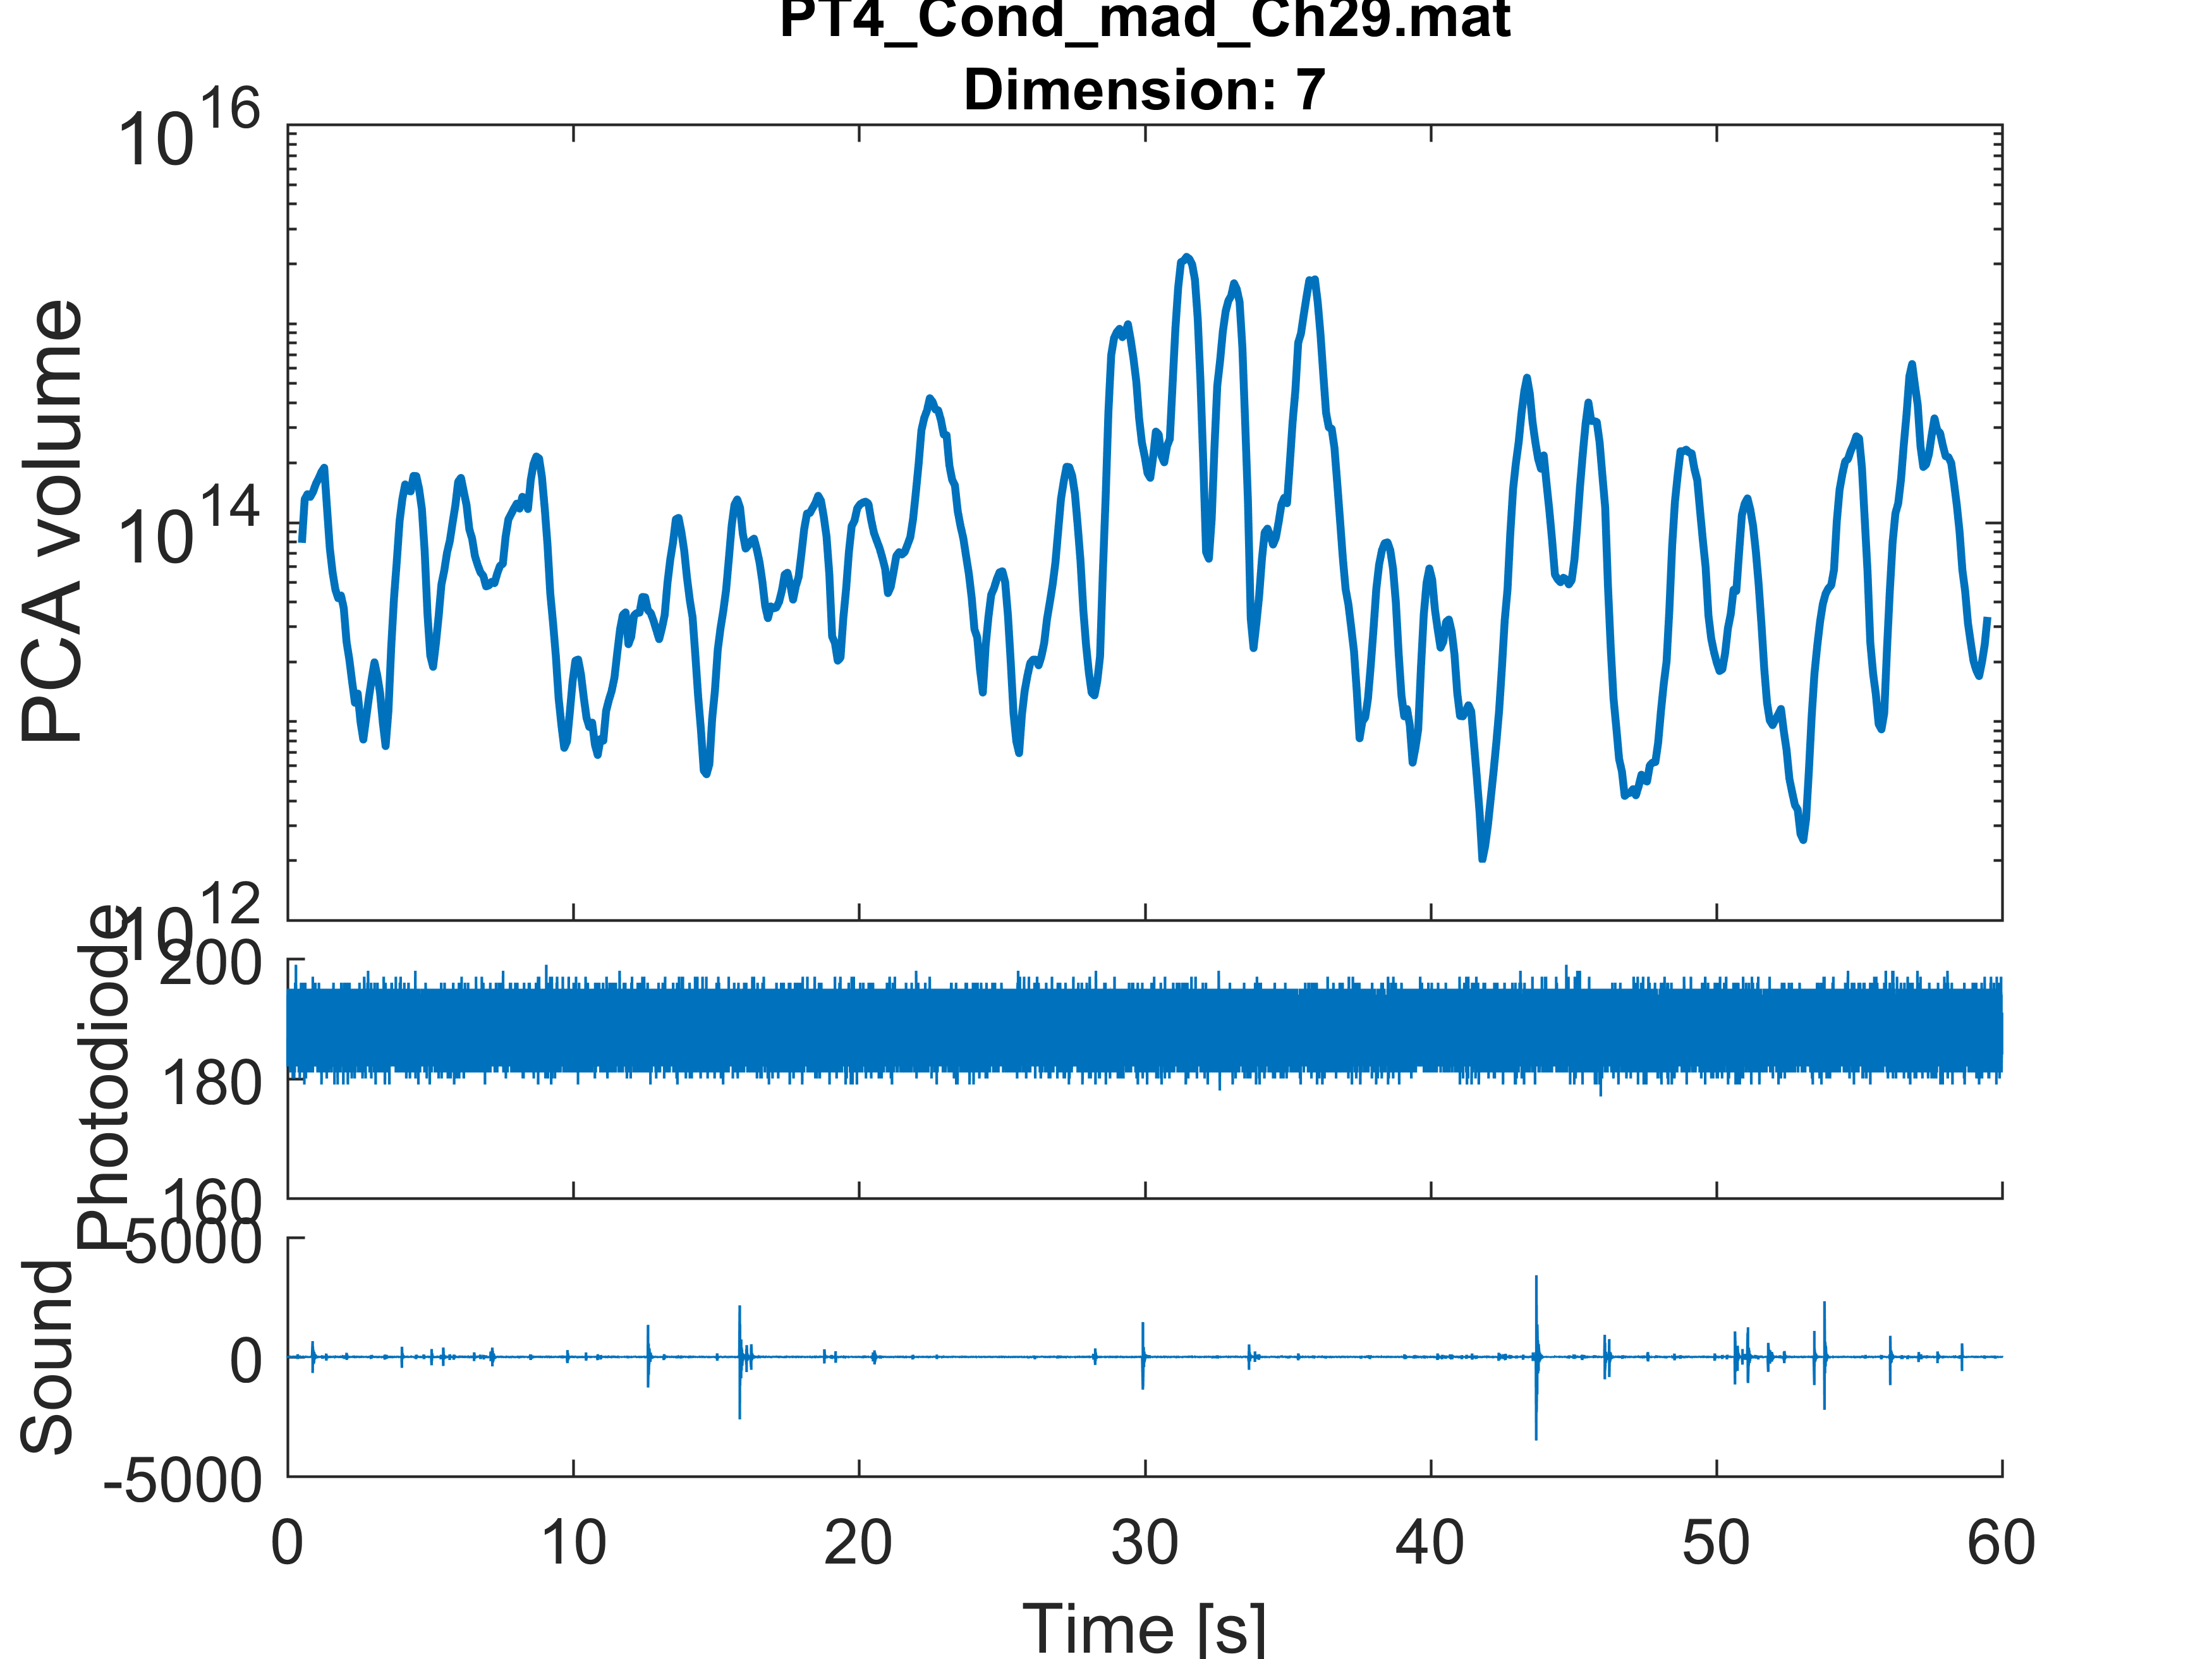 PT4_Cond_mad_Ch29.mat
Dimension: 7
10^16
10^14
10^12
PCA volume
200
180
160
Photodiode
5000
0
-5000
Sound
0 10 20 30 40 50 60
Time [s]